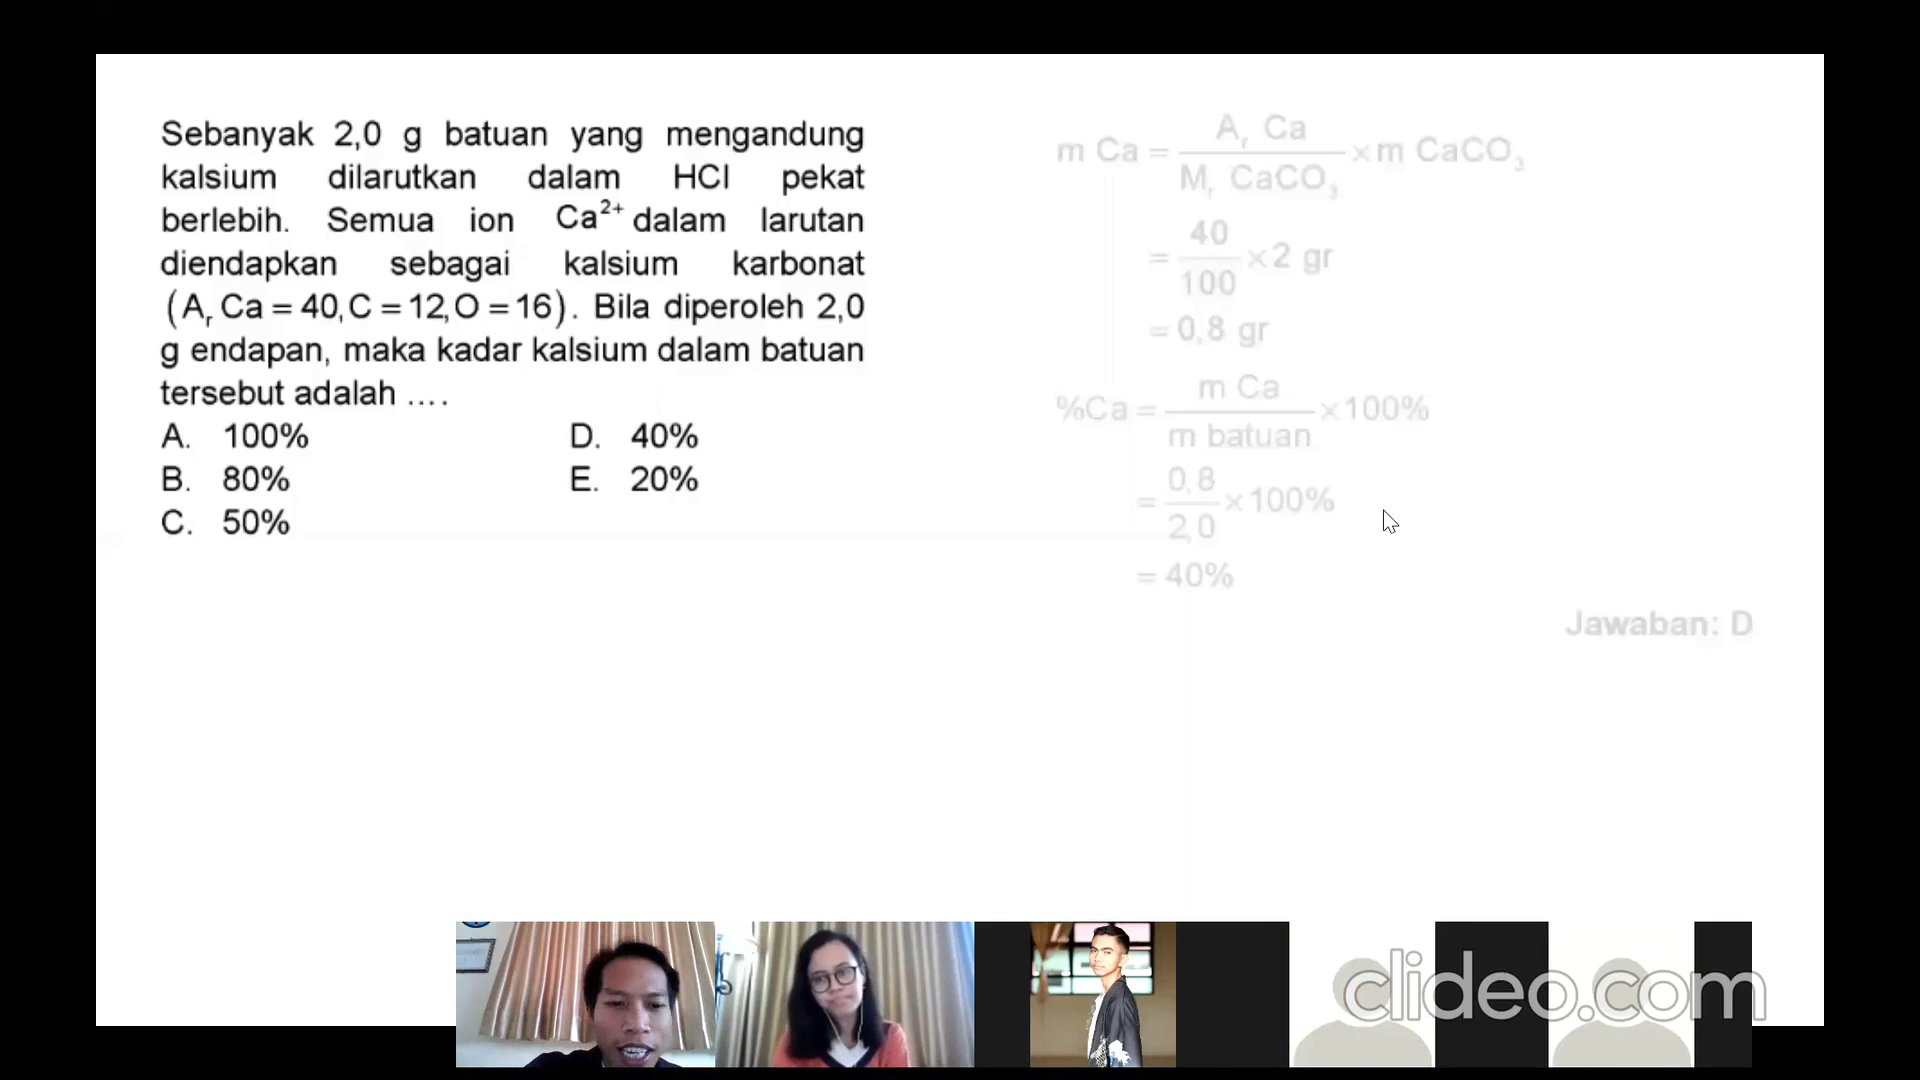 Sebanyak 2,0 g batuan yang mengandung
kalsium dilarutkan dalam HCl pekat
berlebih. Semua ion Ca²⁺ dalam larutan
diendapkan sebagai kalsium karbonat
(Aᵣ Ca = 40, C = 12, O = 16). Bila diperoleh 2,0
g endapan, maka kadar kalsium dalam batuan
tersebut adalah ....
A. 100% D. 40%
B. 80% E. 20%
C. 50%
m Ca = Aᵣ Ca / Mᵣ CaCO₃ × m CaCO₃
= 40 / 100 × 2 gr
= 0,8 gr
%Ca = m Ca / m batuan × 100%
= 0,8 / 2,0 × 100%
= 40%
Jawaban: D
clideo.com